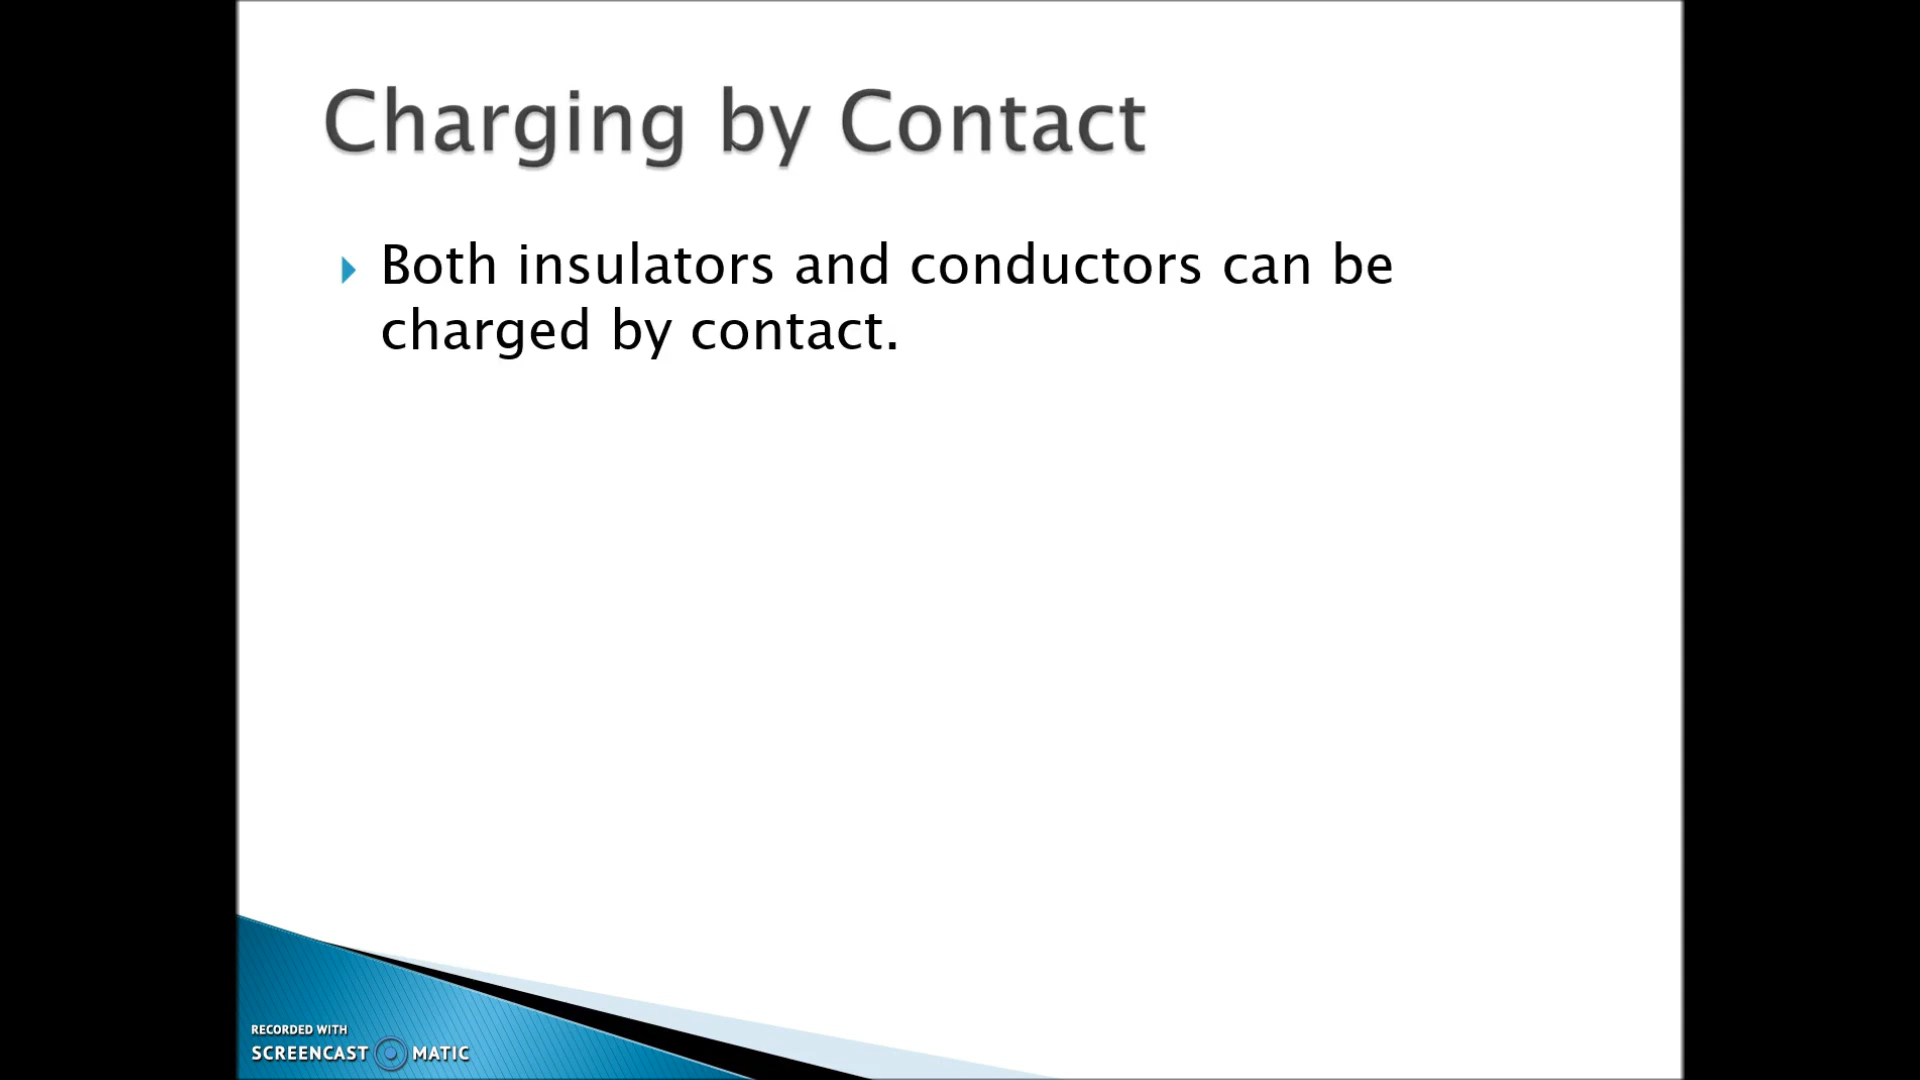 Charging by Contact
Both insulators and conductors can be
charged by contact.
RECORDED WITH
SCREENCAST MATIC